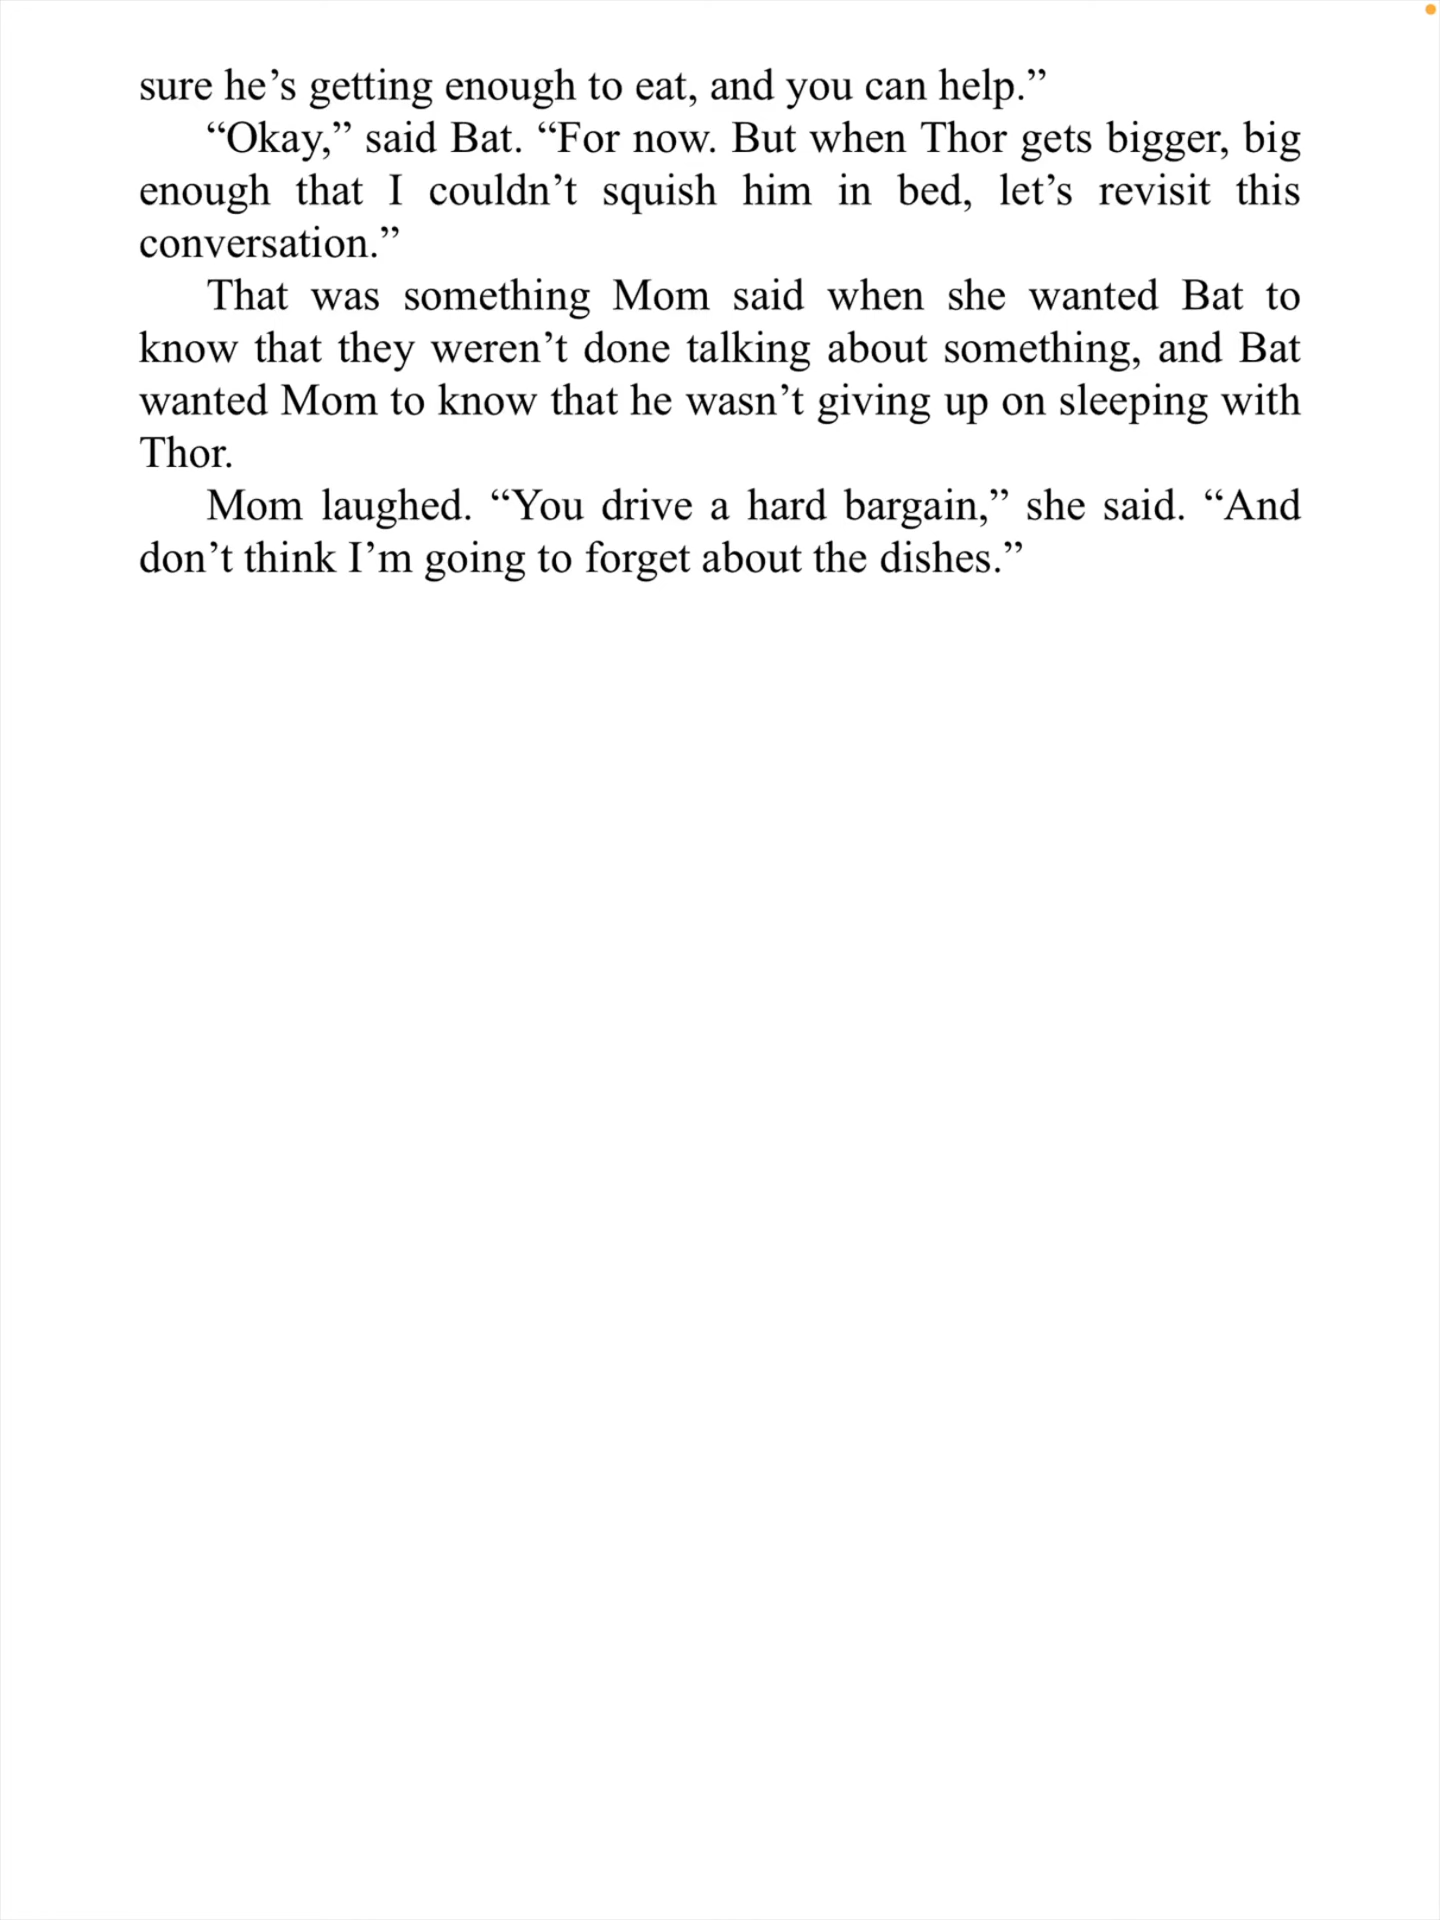 sure he’s getting enough to eat, and you can help.”
“Okay,” said Bat. “For now. But when Thor gets bigger, big
enough that I couldn’t squish him in bed, let’s revisit this
conversation.”
That was something Mom said when she wanted Bat to
know that they weren’t done talking about something, and Bat
wanted Mom to know that he wasn’t giving up on sleeping with
Thor.
Mom laughed. “You drive a hard bargain,” she said. “And
don’t think I’m going to forget about the dishes.”